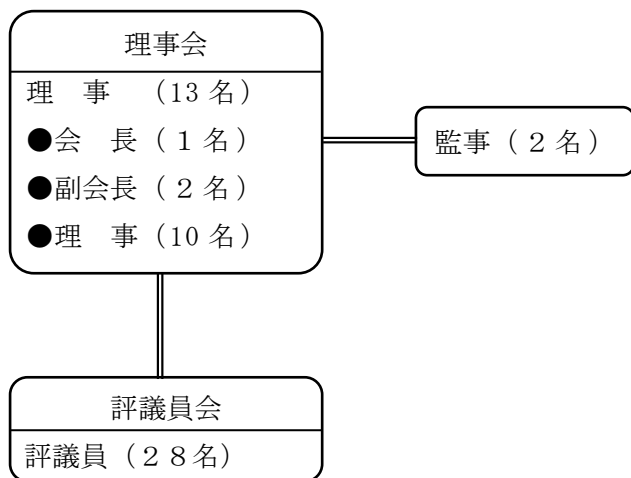 理事会
理　事　（13 名）
●会　長（１名）
●副会長（２名）
●理　事（10 名）
監事（２名）
評議員会
評議員（２８名）